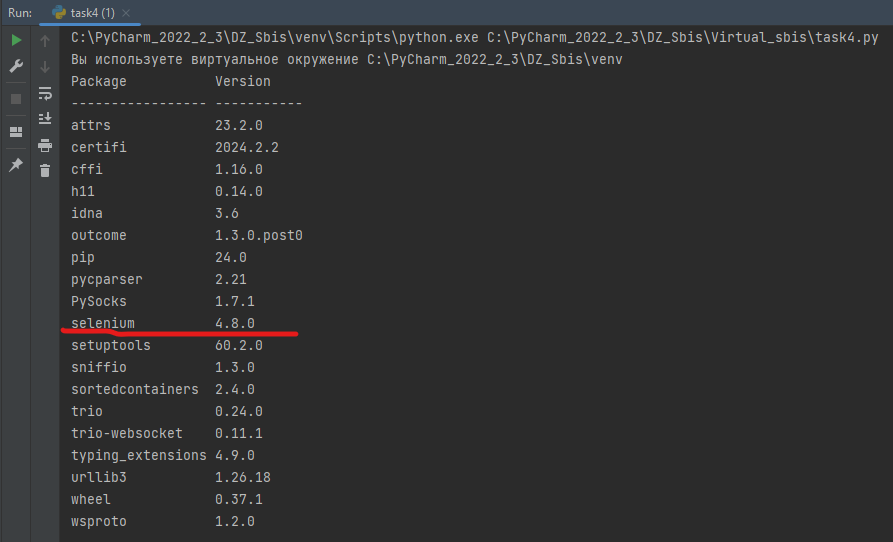 Run: task4 (1) ×
C:\PyCharm_2022_2_3\DZ_Sbis\venv\Scripts\python.exe C:\PyCharm_2022_2_3\DZ_Sbis\Virtual_sbis\task4.py
Вы используете виртуальное окружение C:\PyCharm_2022_2_3\DZ_Sbis\venv
Package Version
----------------- -----------
attrs 23.2.0
certifi 2024.2.2
cffi 1.16.0
h11 0.14.0
idna 3.6
outcome 1.3.0.post0
pip 24.0
pycparser 2.21
PySocks 1.7.1
selenium 4.8.0
setuptools 60.2.0
sniffio 1.3.0
sortedcontainers 2.4.0
trio 0.24.0
trio-websocket 0.11.1
typing_extensions 4.9.0
urllib3 1.26.18
wheel 0.37.1
wsproto 1.2.0